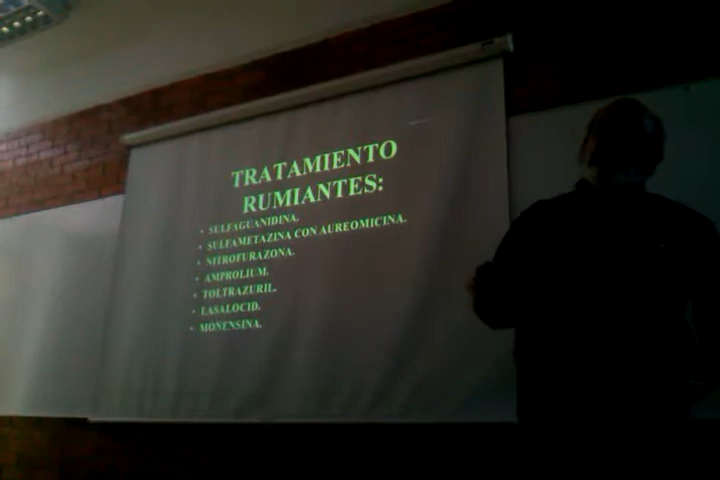 TRATAMIENTO
RUMIANTES:
• SULFAGUANIDINA.
• SULFAMETAZINA CON AUREOMICINA.
• NITROFURAZONA.
• AMPROLIUM.
• TOLTRAZURIL.
• LASALOCID.
• MONENSINA.